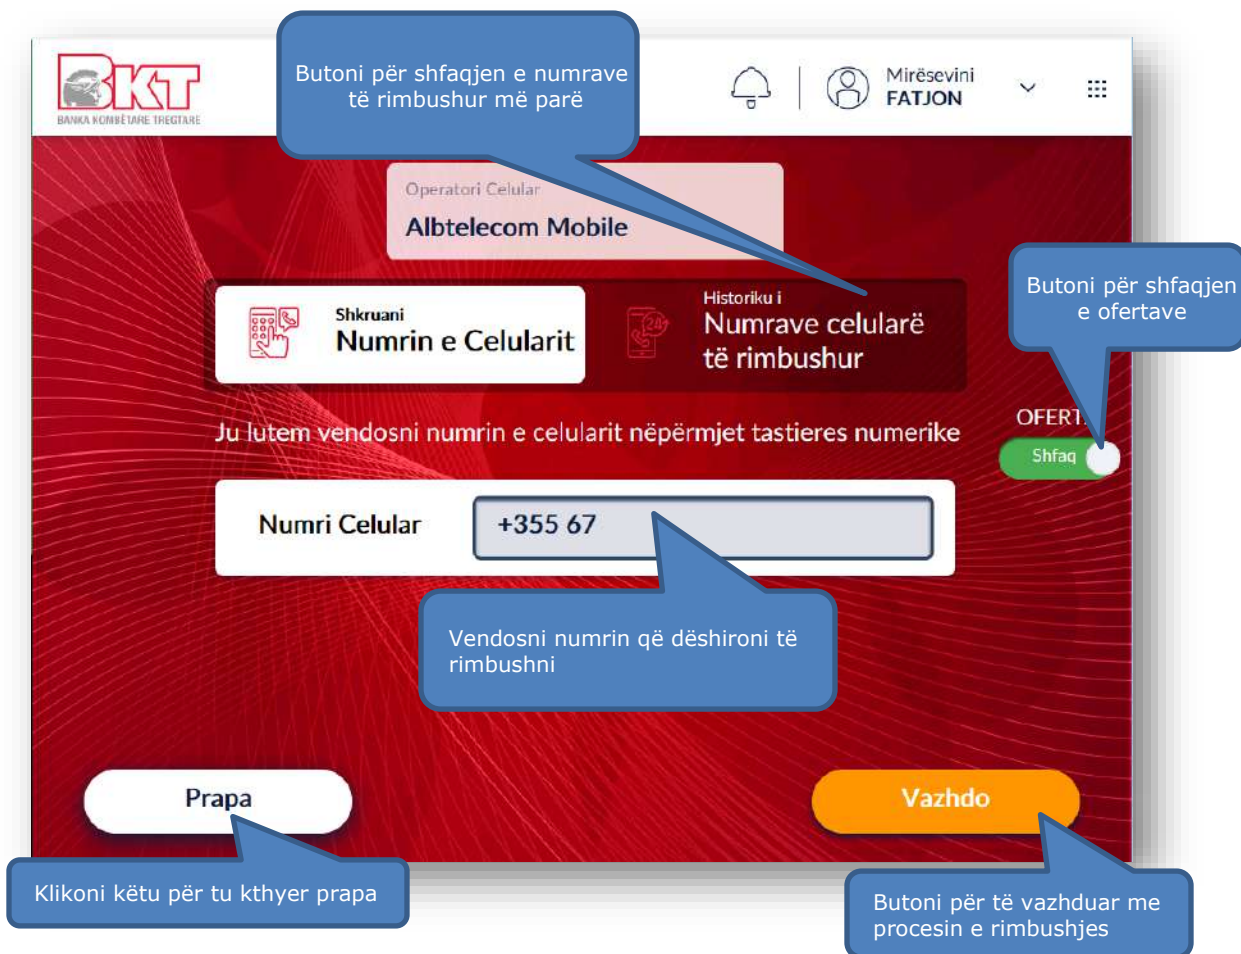 Butoni për shfaqjen e numrave
të rimbushur më parë
BKT
BANKA KOMBËTARE TREGTARE
Mirësevini
FATJON
Operatori Celular
Albtelecom Mobile
Butoni për shfaqjen
e ofertave
Shkruani
Numrin e Celularit
Historiku i
Numrave celularë
të rimbushur
Ju lutem vendosni numrin e celularit nëpërmjet tastieres numerike
OFERT
Shfaq
Numri Celular
+355 67
Vendosni numrin që dëshironi të
rimbushni
Prapa
Vazhdo
Klikoni këtu për tu kthyer prapa
Butoni për të vazhduar me
procesin e rimbushjes